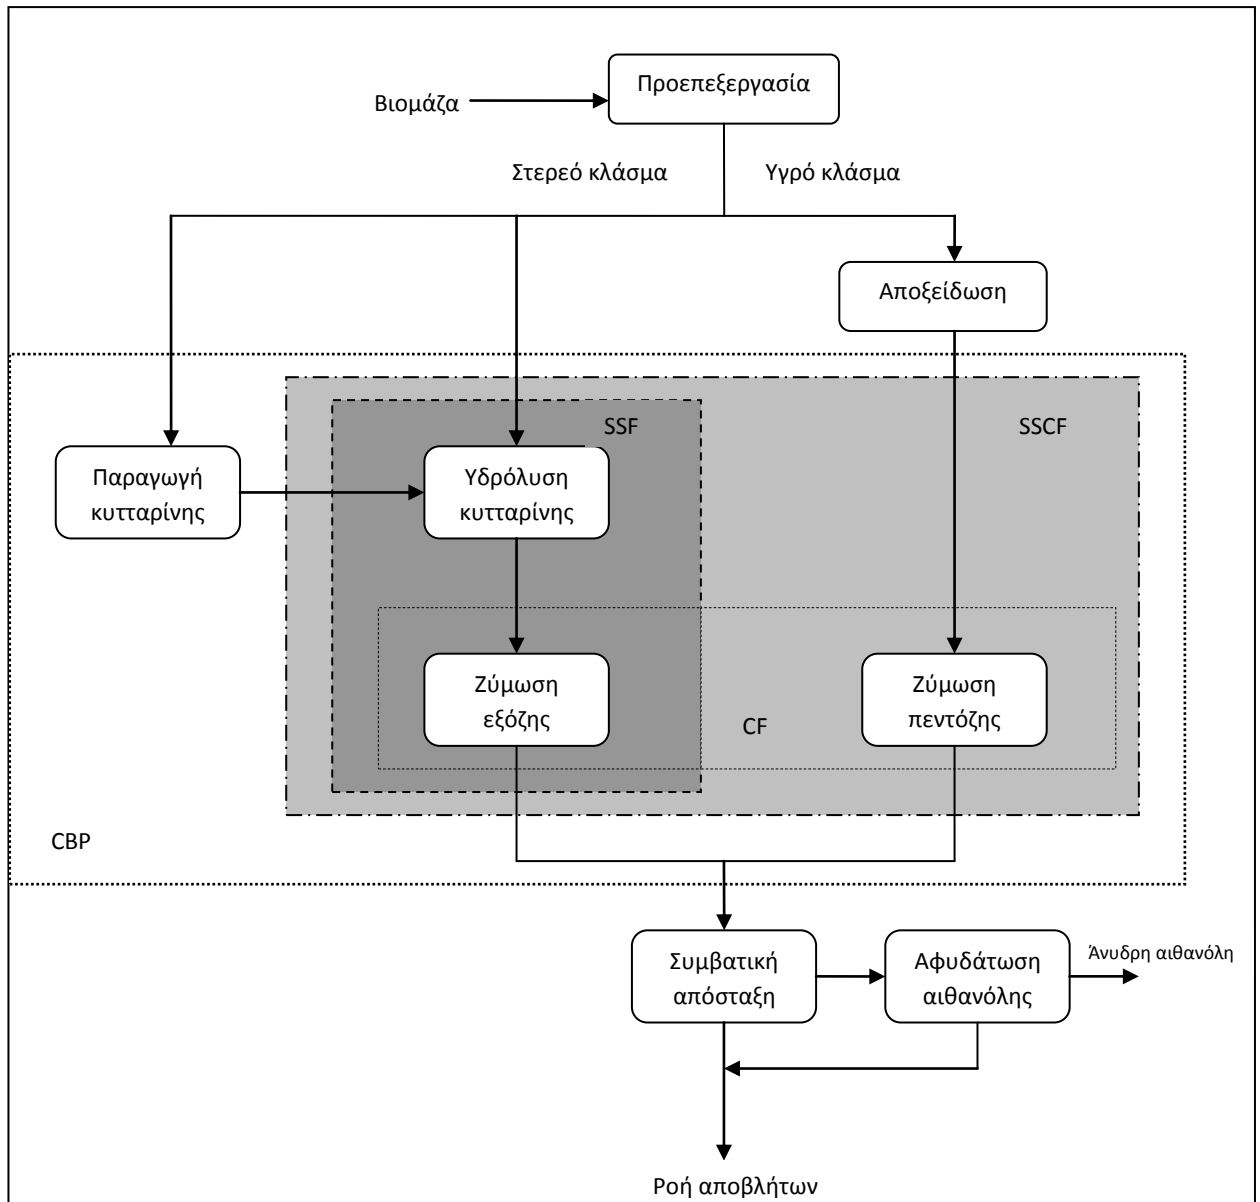 Προεπεξεργασία
Βιομάζα
Στερεό κλάσμα
Υγρό κλάσμα
Αποξείδωση
SSF
SSCF
Παραγωγή
κυτταρίνης
Υδρόλυση
κυτταρίνης
Ζύμωση
εξόζης
Ζύμωση
πεντόζης
CF
CBP
Συμβατική
απόσταξη
Αφυδάτωση
αιθανόλης
Άνυδρη αιθανόλη
Ροή αποβλήτων